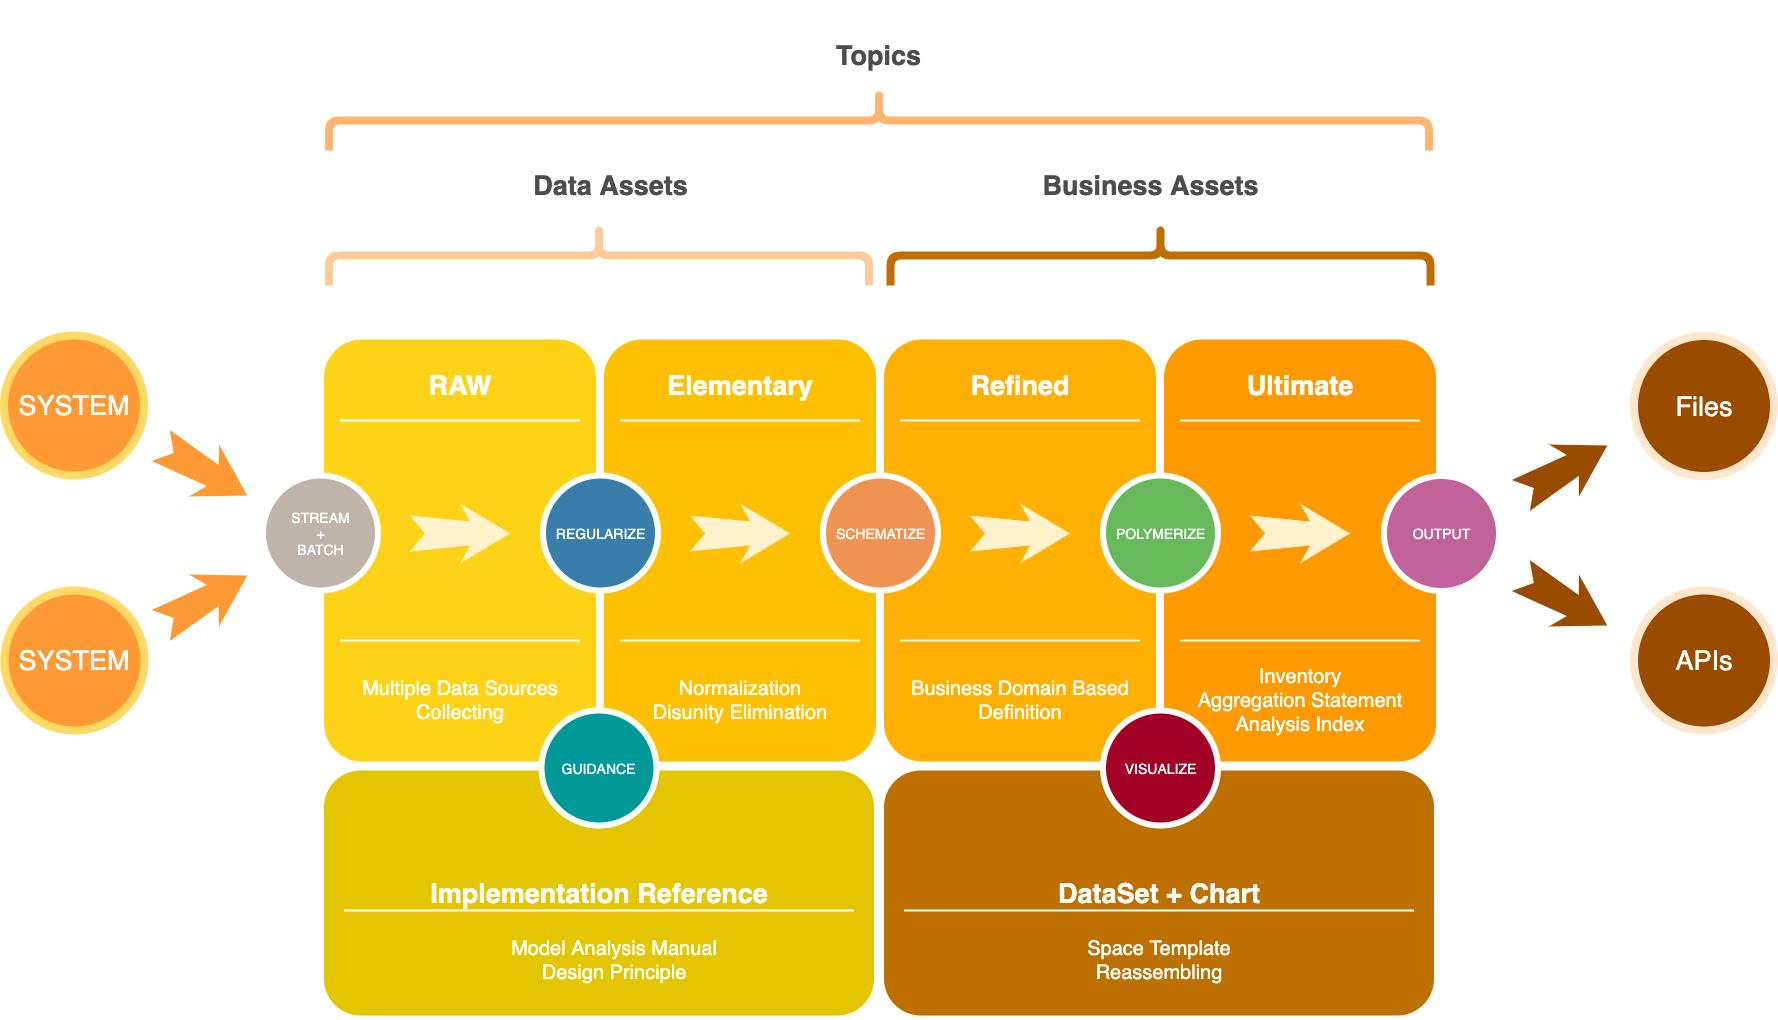 Topics
Data Assets
Business Assets
RAW
Elementary
Refined
Ultimate
SYSTEM
SYSTEM
STREAM
+
BATCH
REGULARIZE
SCHEMATIZE
POLYMERIZE
OUTPUT
Files
APIs
Multiple Data Sources
Collecting
Normalization
Disunity Elimination
Business Domain Based
Definition
Inventory
Aggregation Statement
Analysis Index
GUIDANCE
VISUALIZE
Implementation Reference
Model Analysis Manual
Design Principle
DataSet + Chart
Space Template
Reassembling